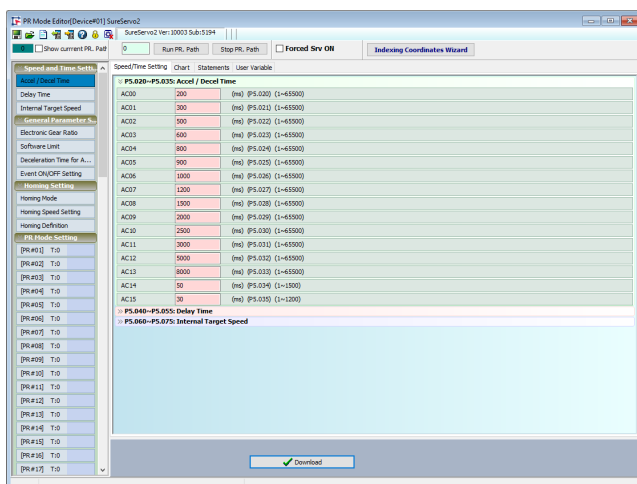 PR Mode Editor[Device#01] SureServo2
SureServo2 Ver:10003 Sub:5194
0 Show currnent PR. Path 0 Run PR. Path Stop PR. Path Forced Srv ON Indexing Coordinates Wizard
Speed and Time Setti...
Accel / Decel Time
Delay Time
Internal Target Speed
General Parameter Setti...
Electronic Gear Ratio
Software Limit
Deceleration Time for A...
Event ON/OFF Setting
Homing Setting
Homing Mode
Homing Speed Setting
Homing Definition
PR Mode Setting
[PR#01] T:0
[PR#02] T:0
[PR#03] T:0
[PR#04] T:0
[PR#05] T:0
[PR#06] T:0
[PR#07] T:0
[PR#08] T:0
[PR#09] T:0
[PR#10] T:0
[PR#11] T:0
[PR#12] T:0
[PR#13] T:0
[PR#14] T:0
[PR#15] T:0
[PR#16] T:0
[PR#17] T:0
Speed/Time Setting Chart Statements User Variable
P5.020~P5.035: Accel / Decel Time
AC00 200 (ms) (P5.020) (1~65500)
AC01 300 (ms) (P5.021) (1~65500)
AC02 500 (ms) (P5.022) (1~65500)
AC03 600 (ms) (P5.023) (1~65500)
AC04 800 (ms) (P5.024) (1~65500)
AC05 900 (ms) (P5.025) (1~65500)
AC06 1000 (ms) (P5.026) (1~65500)
AC07 1200 (ms) (P5.027) (1~65500)
AC08 1500 (ms) (P5.028) (1~65500)
AC09 2000 (ms) (P5.029) (1~65500)
AC10 2500 (ms) (P5.030) (1~65500)
AC11 3000 (ms) (P5.031) (1~65500)
AC12 5000 (ms) (P5.032) (1~65500)
AC13 8000 (ms) (P5.033) (1~65500)
AC14 50 (ms) (P5.034) (1~1500)
AC15 30 (ms) (P5.035) (1~1200)
P5.040~P5.055: Delay Time
P5.060~P5.075: Internal Target Speed
Download